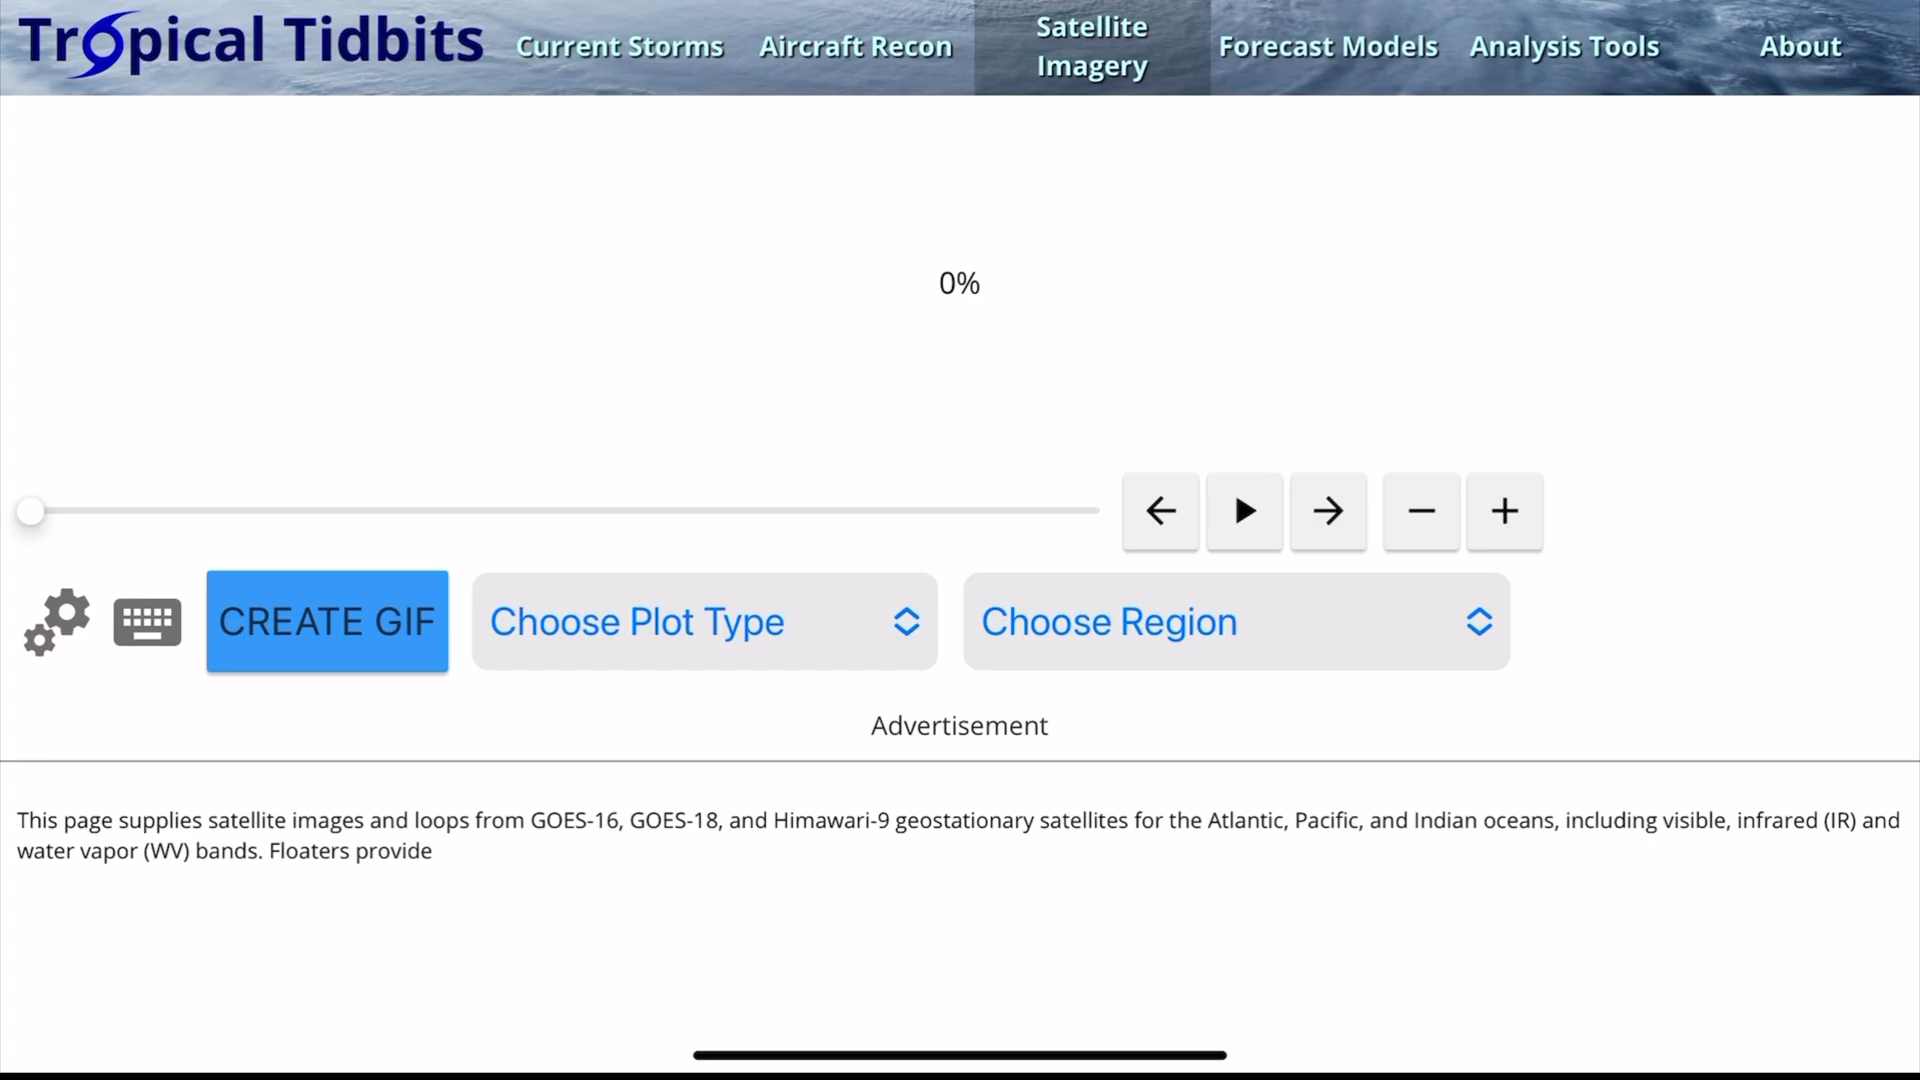 Tropical Tidbits
Current Storms
Aircraft Recon
Satellite
Imagery
Forecast Models
Analysis Tools
About
0%
CREATE GIF
Choose Plot Type
Choose Region
Advertisement
This page supplies satellite images and loops from GOES-16, GOES-18, and Himawari-9 geostationary satellites for the Atlantic, Pacific, and Indian oceans, including visible, infrared (IR) and
water vapor (WV) bands. Floaters provide